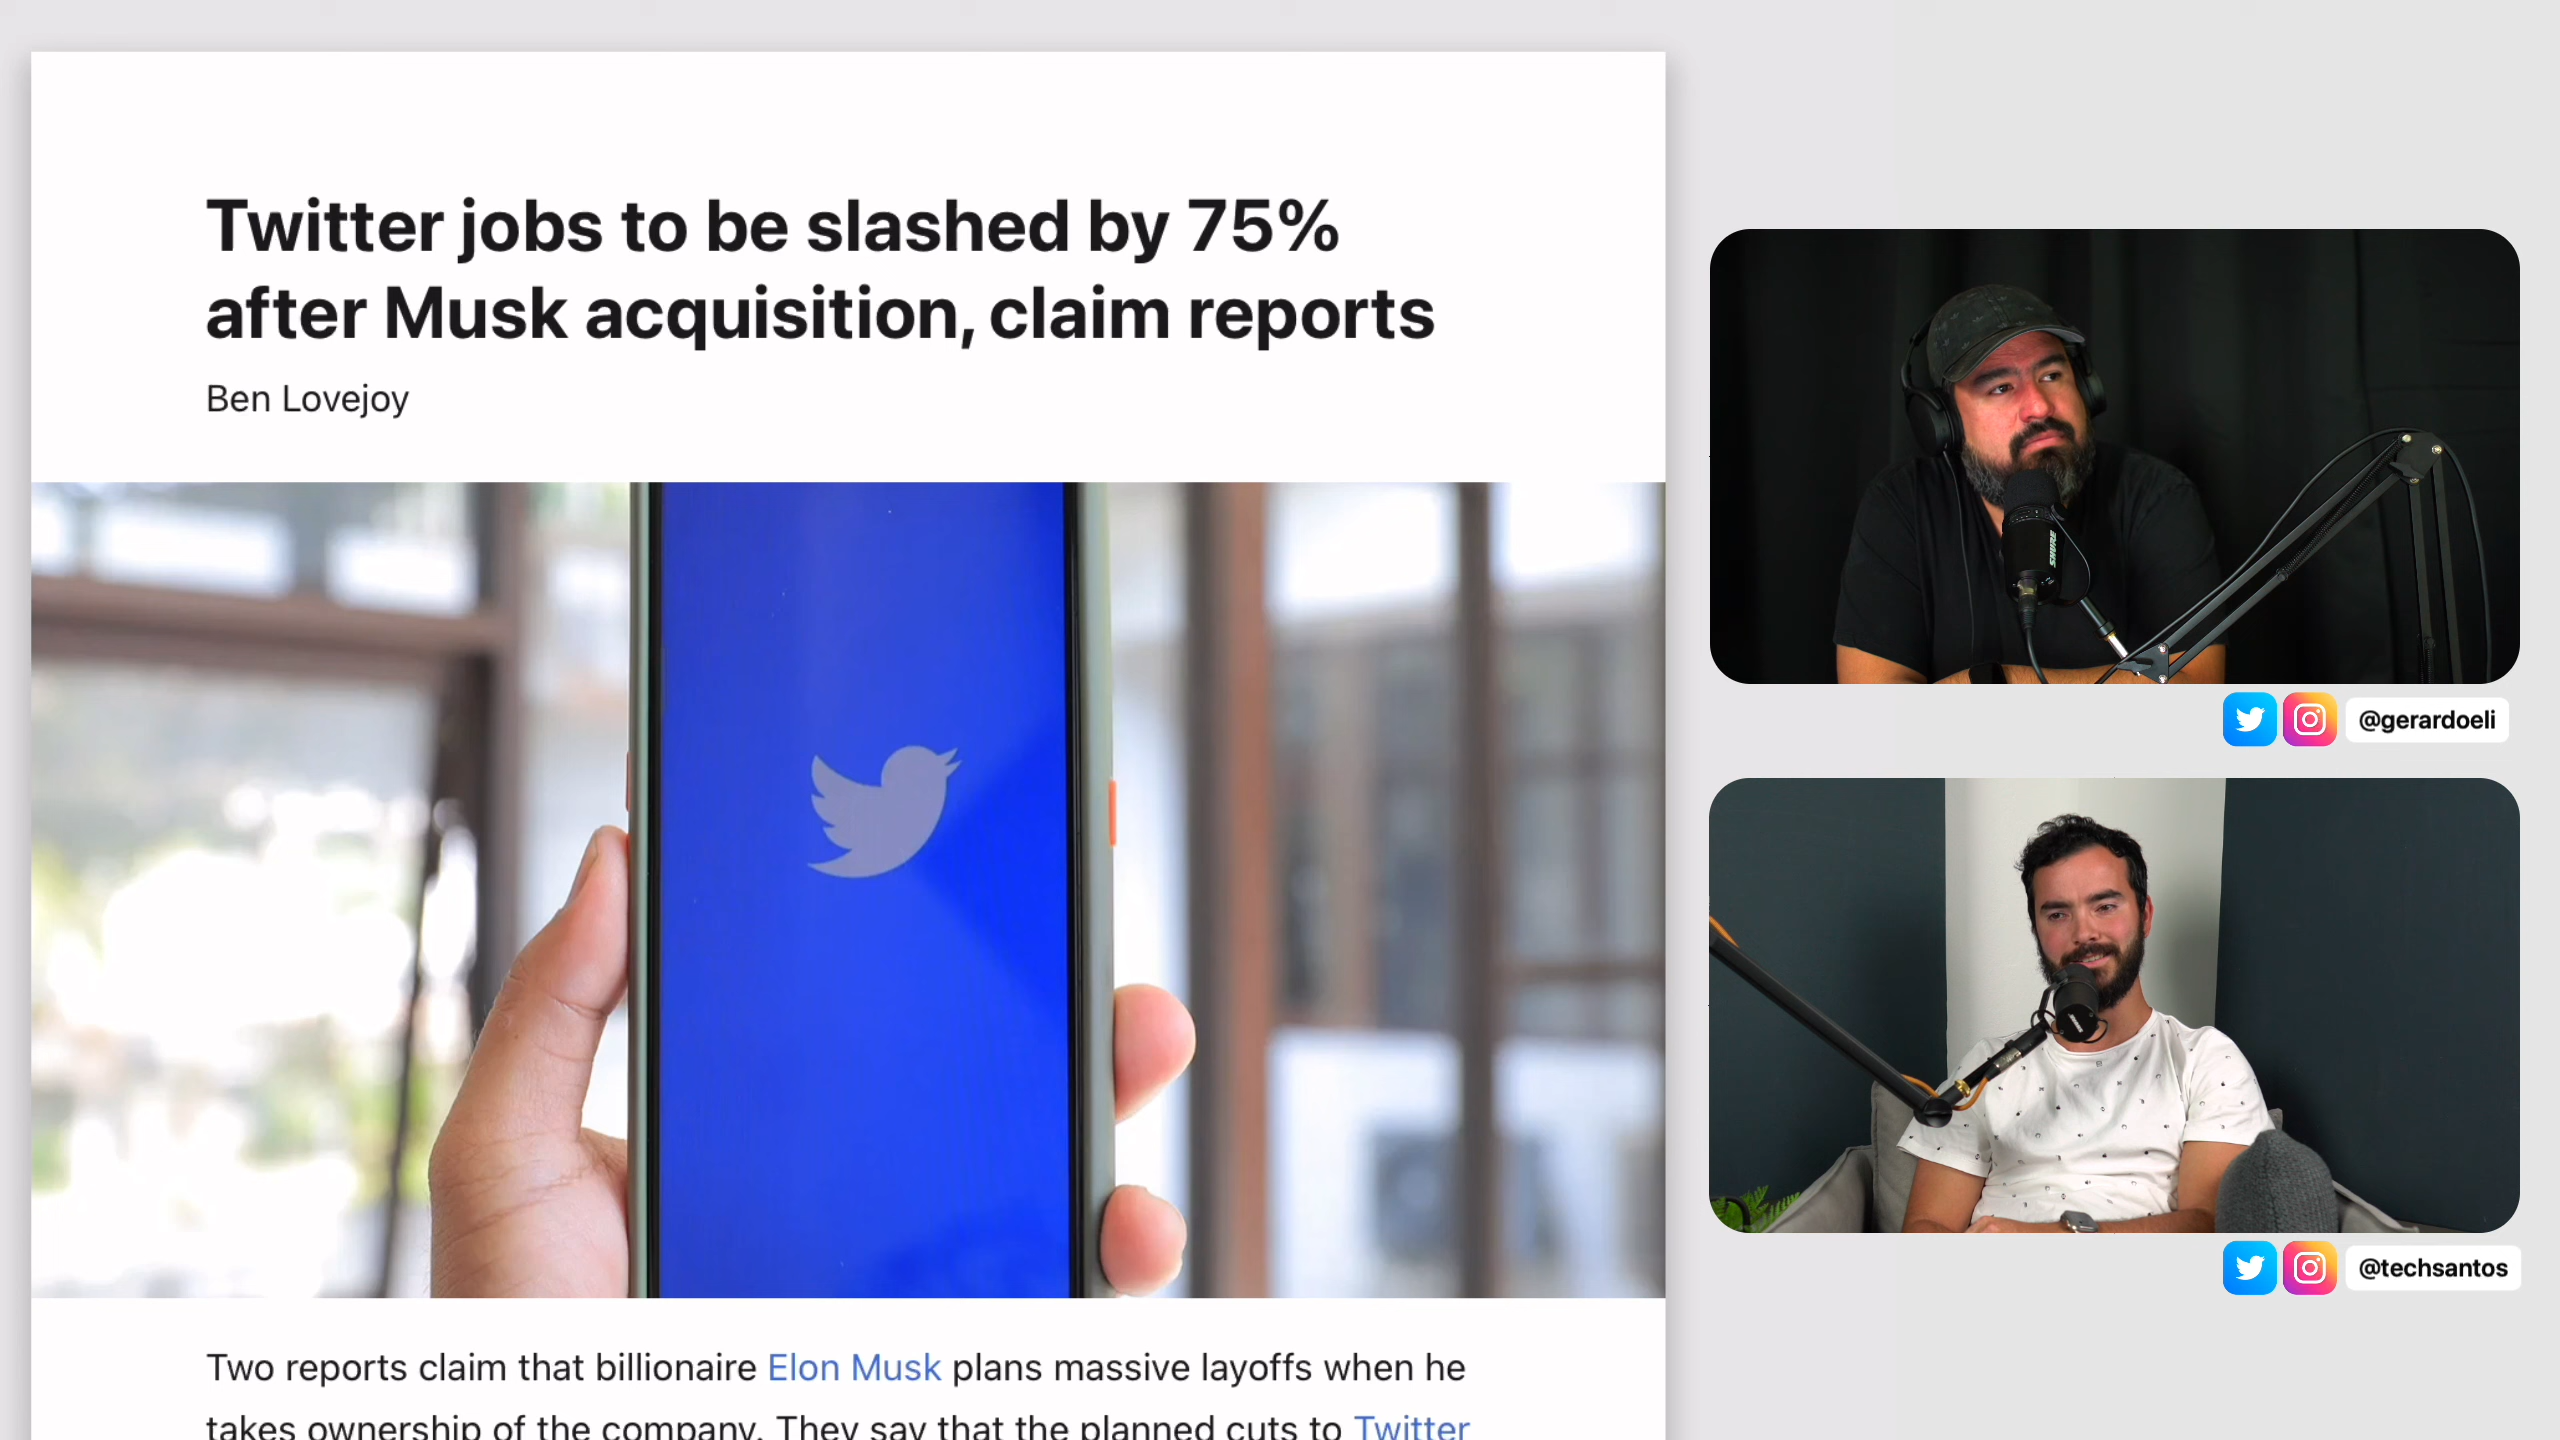 Twitter jobs to be slashed by 75%
after Musk acquisition, claim reports
Ben Lovejoy
Two reports claim that billionaire Elon Musk plans massive layoffs when he
takes ownership of the company. They say that the planned cuts to Twitter
SHURE
@gerardoeli
@techsantos